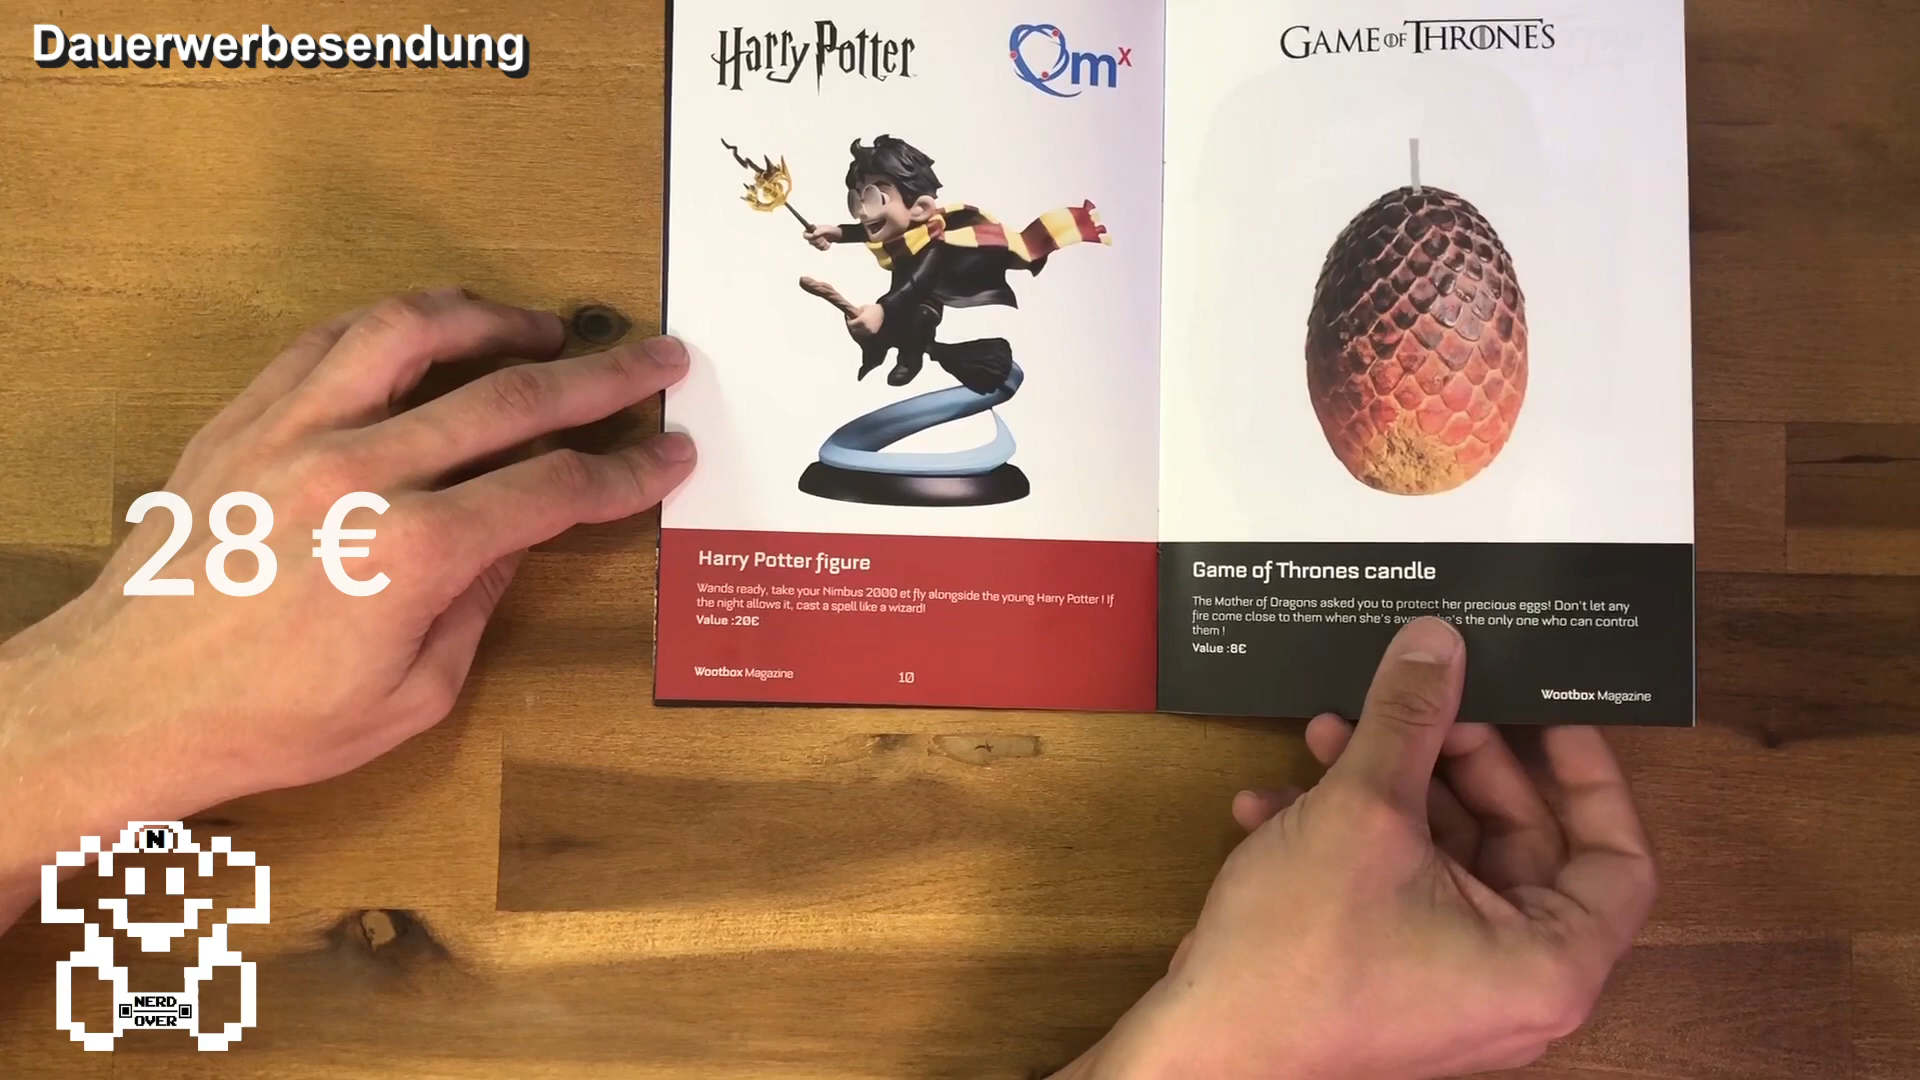 Dauerwerbesendung
Harry Potter
Qmx
GAME OF THRONES
28 €
Harry Potter figure
Wands ready, take your Nimbus 2000 et fly alongside the young Harry Potter ! If
the night allows it, cast a spell like a wizard!
Value :20€
Wootbox Magazine
10
Game of Thrones candle
The Mother of Dragons asked you to protect her precious eggs! Don't let any
fire come close to them when she's the only one who can control
them !
Value :8€
Wootbox Magazine
N
NERD
OVER